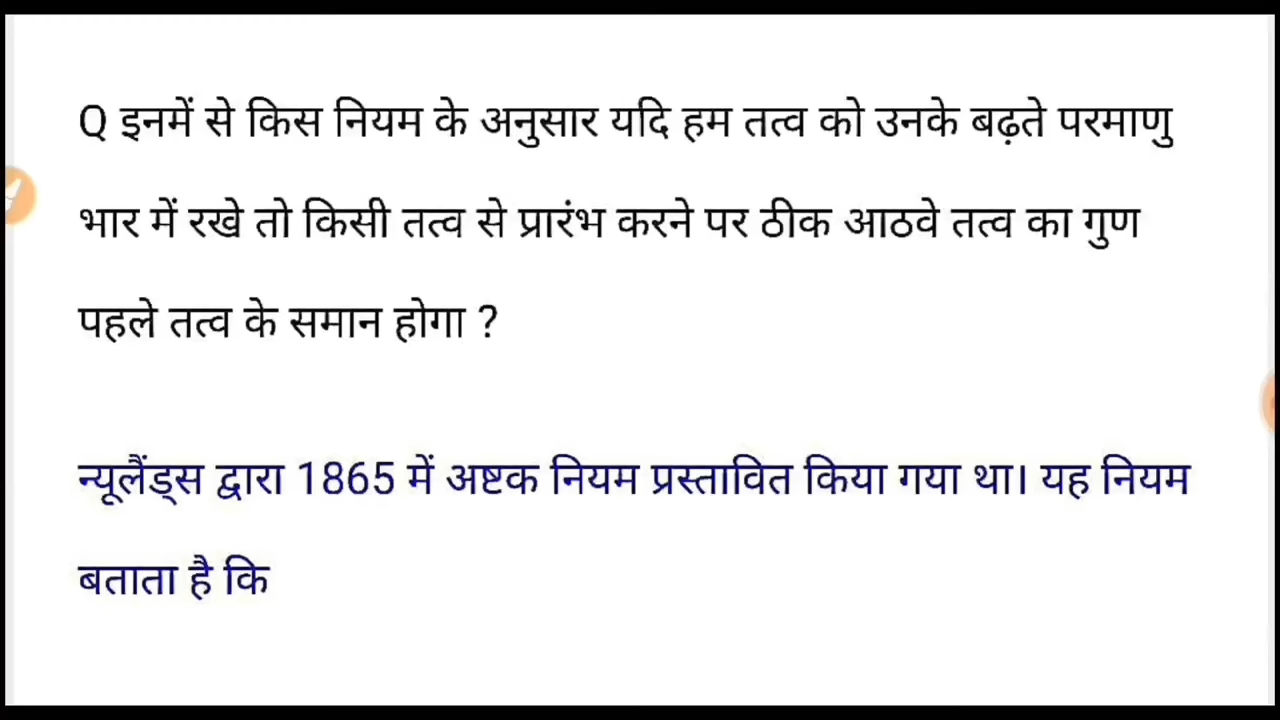 Q इनमें से किस नियम के अनुसार यदि हम तत्व को उनके बढ़ते परमाणु
भार में रखे तो किसी तत्व से प्रारंभ करने पर ठीक आठवे तत्व का गुण
पहले तत्व के समान होगा ?
न्यूलैंड्स द्वारा 1865 में अष्टक नियम प्रस्तावित किया गया था। यह नियम
बताता है कि